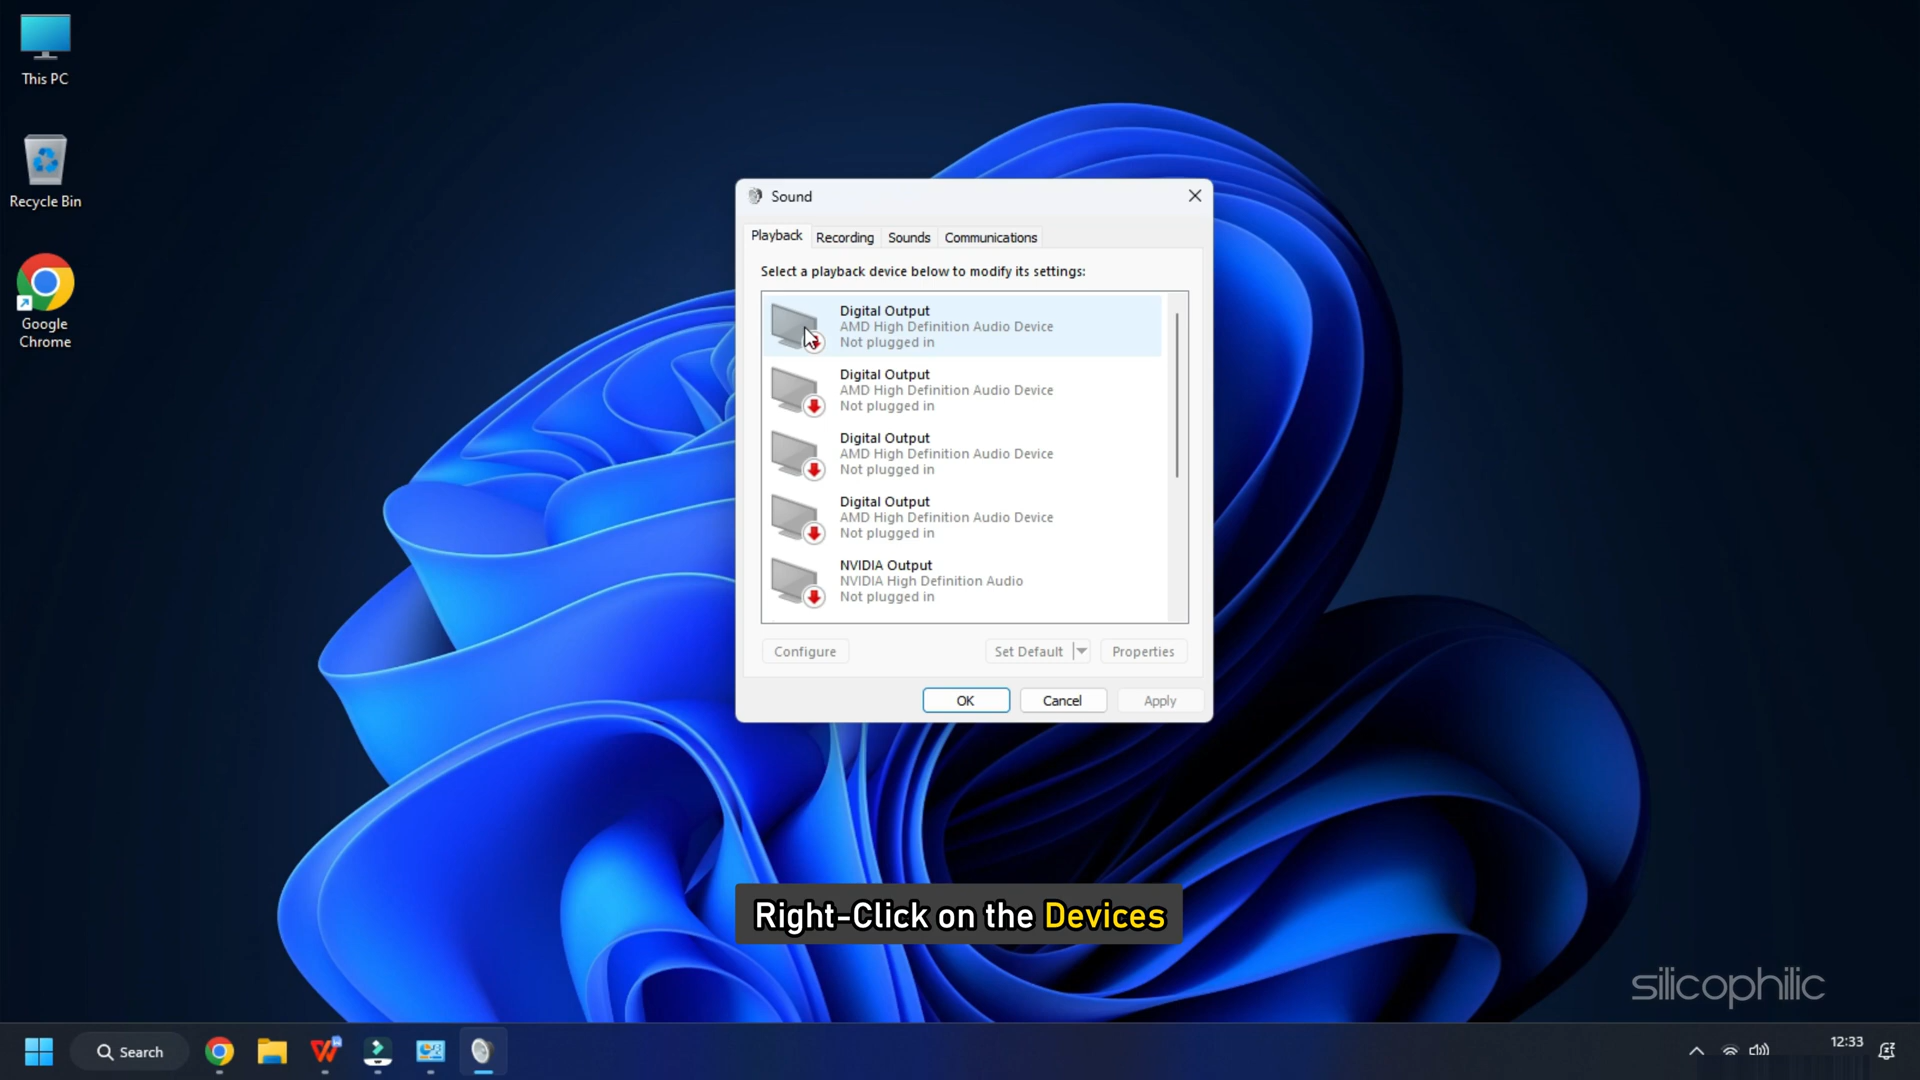 This PC
Recycle Bin
Google
Chrome
Sound
Playback
Recording
Sounds
Communications
Select a playback device below to modify its settings:
Digital Output
AMD High Definition Audio Device
Not plugged in
Digital Output
AMD High Definition Audio Device
Not plugged in
Digital Output
AMD High Definition Audio Device
Not plugged in
Digital Output
AMD High Definition Audio Device
Not plugged in
NVIDIA Output
NVIDIA High Definition Audio
Not plugged in
Configure
Set Default
Properties
OK
Cancel
Apply
Right-Click on the Devices
silicophilic
Search
12:33